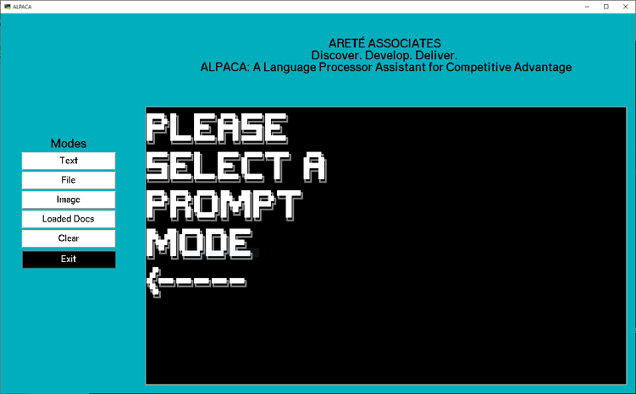 ALPACA
ARETÉ ASSOCIATES
Discover. Develop. Deliver.
ALPACA: A Language Processor Assistant for Competitive Advantage
Modes
Text
File
Image
Loaded Docs
Clear
Exit
PLEASE
SELECT A
PROMPT
MODE
<-----